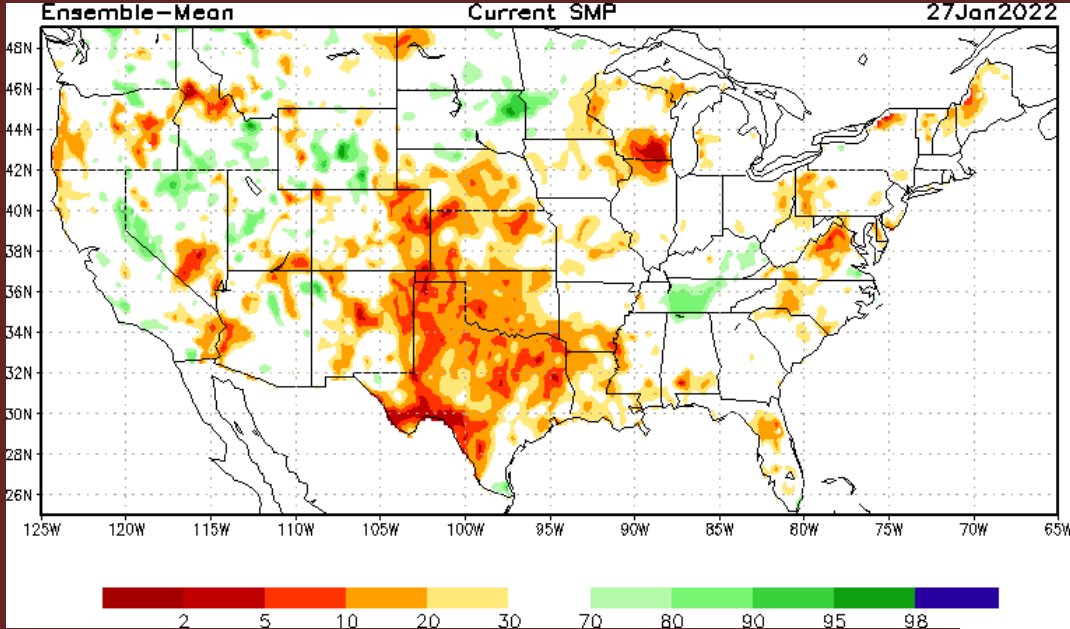 Ensemble-Mean Current SMP 27Jan2022
48N
46N
44N
42N
40N
38N
36N
34N
32N
30N
28N
26N
125W 120W 115W 110W 105W 100W 95W 90W 85W 80W 75W 70W 65W
2 5 10 20 30 70 80 90 95 98